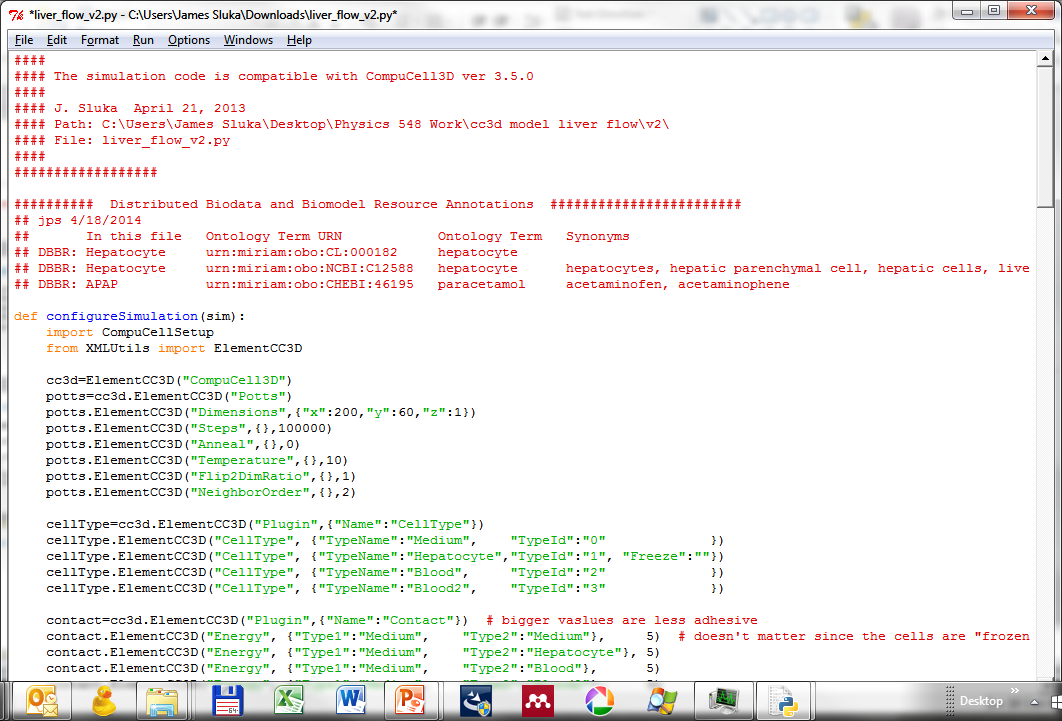 *liver_flow_v2.py - C:\Users\James Sluka\Downloads\liver_flow_v2.py*
File Edit Format Run Options Windows Help
####
#### The simulation code is compatible with CompuCell3D ver 3.5.0
####
#### J. Sluka  April 21, 2013
#### Path: C:\Users\James Sluka\Desktop\Physics 548 Work\cc3d model liver flow\v2\
#### File: liver_flow_v2.py
####
##################
##########  Distributed Biodata and Biomodel Resource Annotations  ########################
## jps 4/18/2014
##       In this file   Ontology Term URN            Ontology Term   Synonyms
## DBBR: Hepatocyte     urn:miriam:obo:CL:000182     hepatocyte
## DBBR: Hepatocyte     urn:miriam:obo:NCBI:C12588   hepatocyte      hepatocytes, hepatic parenchymal cell, hepatic cells, live
## DBBR: APAP           urn:miriam:obo:CHEBI:46195   paracetamol     acetaminofen, acetaminophene
def configureSimulation(sim):
    import CompuCellSetup
    from XMLUtils import ElementCC3D
    cc3d=ElementCC3D("CompuCell3D")
    potts=cc3d.ElementCC3D("Potts")
    potts.ElementCC3D("Dimensions",{"x":200,"y":60,"z":1})
    potts.ElementCC3D("Steps",{},100000)
    potts.ElementCC3D("Anneal",{},0)
    potts.ElementCC3D("Temperature",{},10)
    potts.ElementCC3D("Flip2DimRatio",{},1)
    potts.ElementCC3D("NeighborOrder",{},2)
    cellType=cc3d.ElementCC3D("Plugin",{"Name":"CellType"})
    cellType.ElementCC3D("CellType", {"TypeName":"Medium",    "TypeId":"0"             })
    cellType.ElementCC3D("CellType", {"TypeName":"Hepatocyte","TypeId":"1", "Freeze":""})
    cellType.ElementCC3D("CellType", {"TypeName":"Blood",     "TypeId":"2"             })
    cellType.ElementCC3D("CellType", {"TypeName":"Blood2",    "TypeId":"3"             })
    contact=cc3d.ElementCC3D("Plugin",{"Name":"Contact"})  # bigger vaslues are less adhesive
    contact.ElementCC3D("Energy", {"Type1":"Medium",    "Type2":"Medium"},     5)  # doesn't matter since the cells are "frozen
    contact.ElementCC3D("Energy", {"Type1":"Medium",    "Type2":"Hepatocyte"}, 5)
    contact.ElementCC3D("Energy", {"Type1":"Medium",    "Type2":"Blood"},      5)
64
Desktop